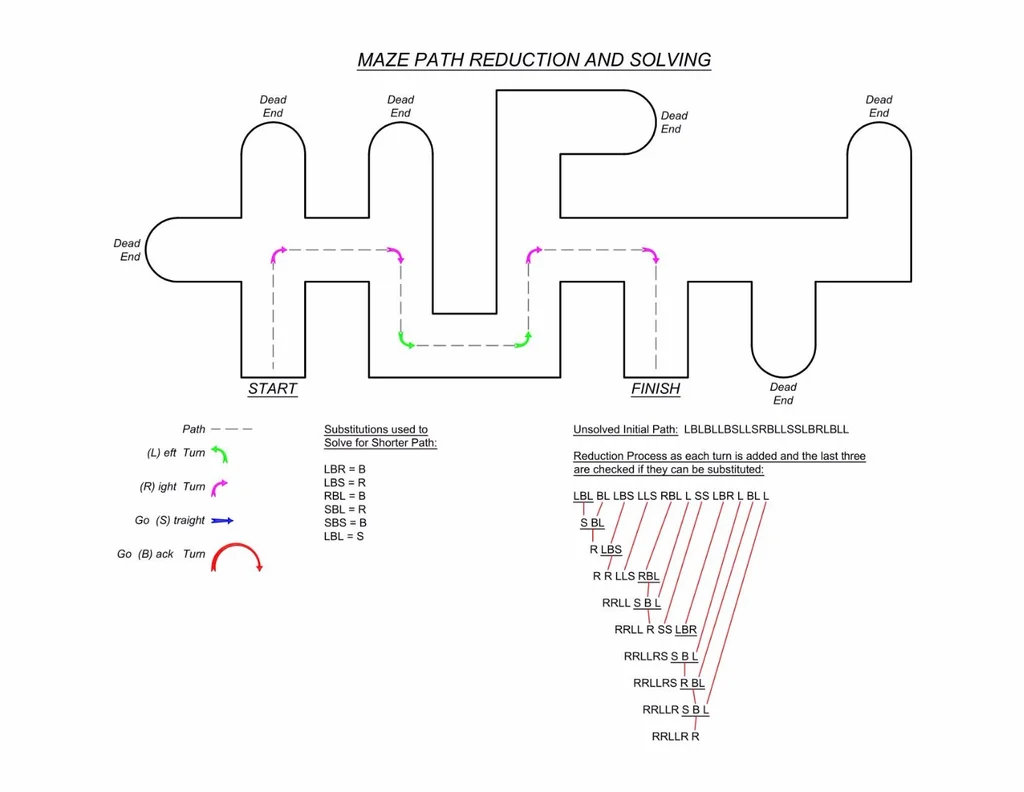 MAZE PATH REDUCTION AND SOLVING
Dead
End
Dead
End
Dead
End
Dead
End
Dead
End
START
FINISH
Dead
End
Path
(L) eft Turn
(R) ight Turn
Go (S) traight
Go (B) ack Turn
Substitutions used to
Solve for Shorter Path:
LBR = B
LBS = R
RBL = B
SBL = R
SBS = B
LBL = S
Unsolved Initial Path: LBLBLLBSLLSRBLLSSLBRLBLL
Reduction Process as each turn is added and the last three
are checked if they can be substituted:
LBL BL LBS LLS RBL L SS LBR L BL L
S BL
R LBS
R R LLS RBL
RRLL S B L
RRLL R SS LBR
RRLLRS S B L
RRLLRS R BL
RRLLR S B L
RRLLR R